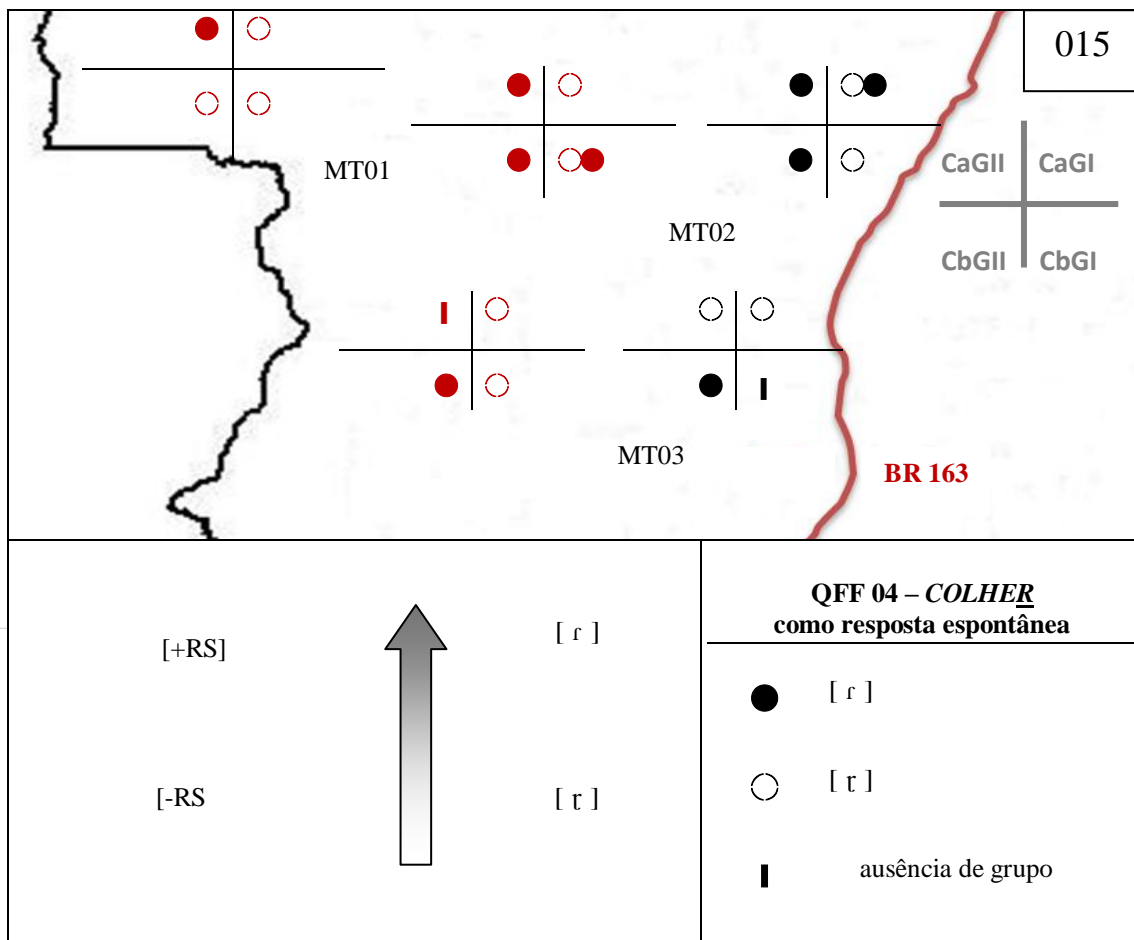 015
CaGII CaGI
CbGII CbGI
MT01
MT02
MT03
BR 163
[+RS]
[ ɾ ]
[-RS
[ ɽ ]
QFF 04 – COLHER
como resposta espontânea
[ ɾ ]
[ ɽ ]
ausência de grupo